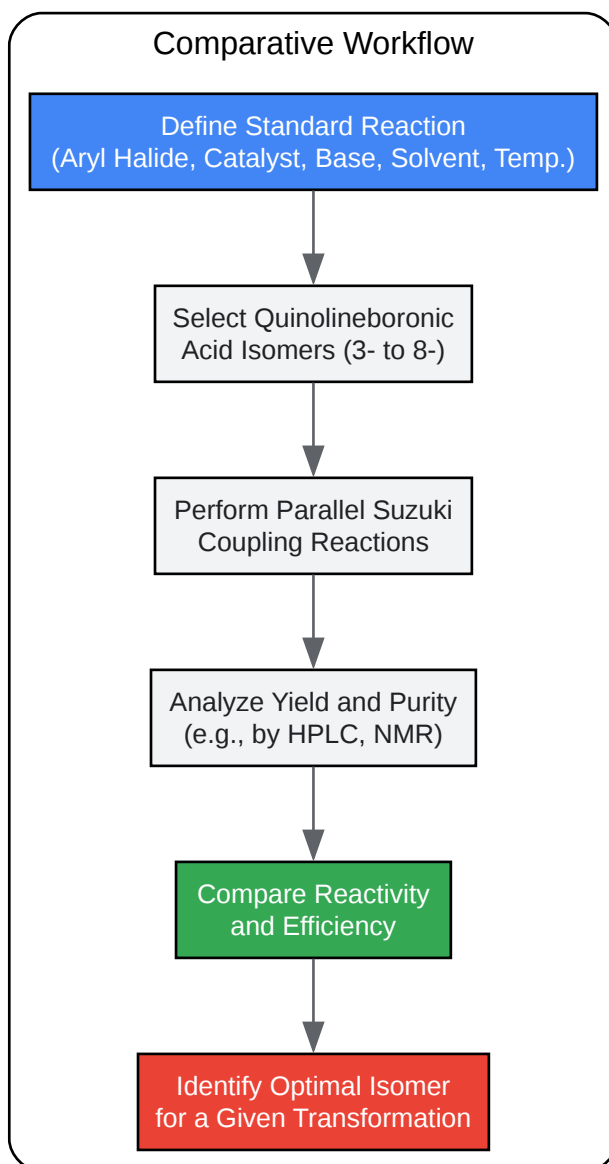 Comparative Workflow
Define Standard Reaction
(Aryl Halide, Catalyst, Base, Solvent, Temp.)
Select Quinolineboronic
Acid Isomers (3- to 8-)
Perform Parallel Suzuki
Coupling Reactions
Analyze Yield and Purity
(e.g., by HPLC, NMR)
Compare Reactivity
and Efficiency
Identify Optimal Isomer
for a Given Transformation